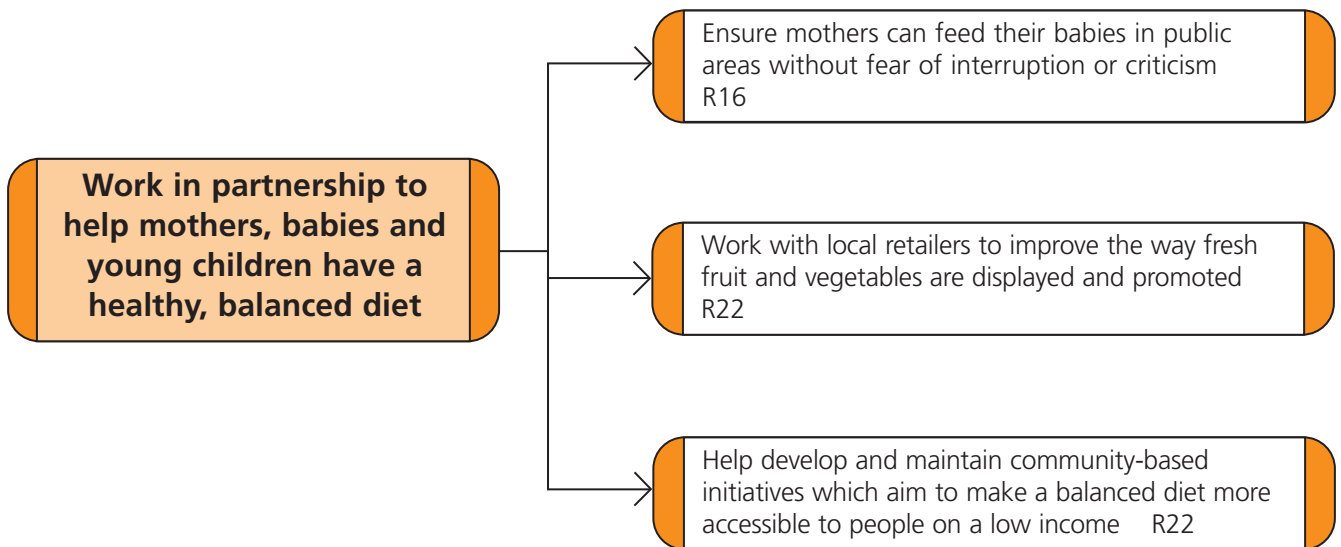 Work in partnership to
help mothers, babies and
young children have a
healthy, balanced diet
Ensure mothers can feed their babies in public
areas without fear of interruption or criticism
R16
Work with local retailers to improve the way fresh
fruit and vegetables are displayed and promoted
R22
Help develop and maintain community-based
initiatives which aim to make a balanced diet more
accessible to people on a low income R22